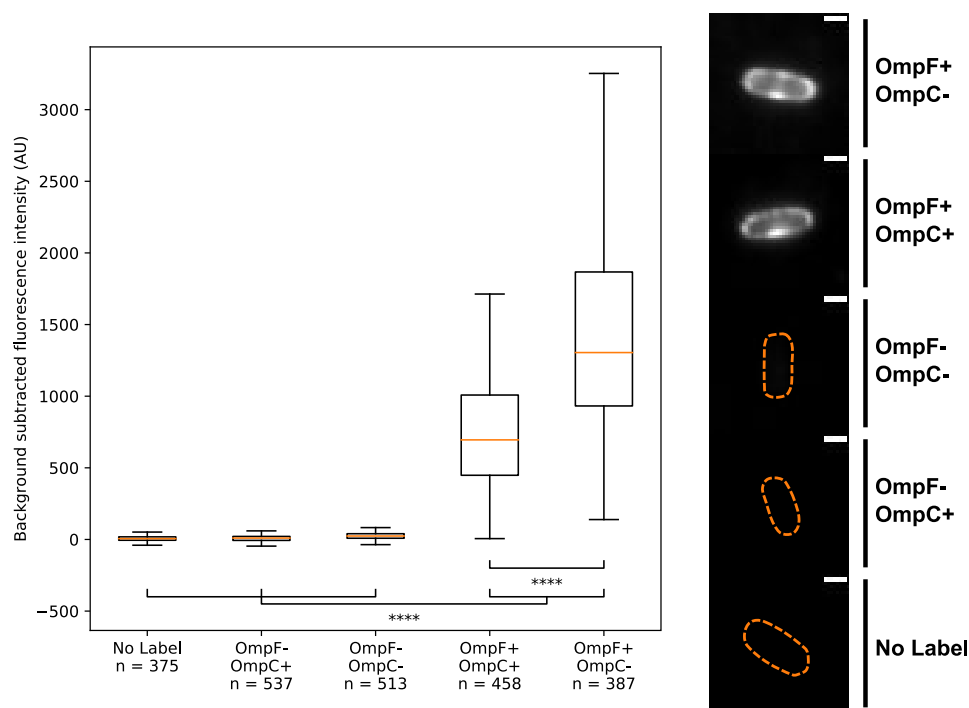 Background subtracted fluorescence intensity (AU)
3000
2500
2000
1500
1000
500
0
−500
****
****
No Label
n = 375
OmpF-
OmpC+
n = 537
OmpF-
OmpC-
n = 513
OmpF+
OmpC+
n = 458
OmpF+
OmpC-
n = 387
OmpF+
OmpC-
OmpF+
OmpC+
OmpF-
OmpC-
OmpF-
OmpC+
No Label